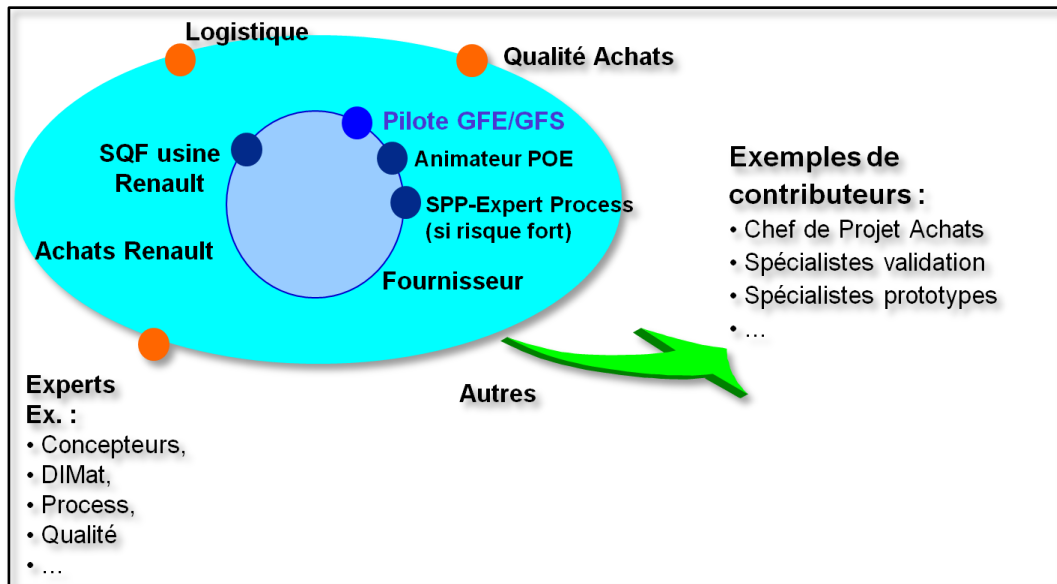 Logistique
Qualité Achats
Pilote GFE/GFS
SQF usine
Renault
Animateur POE
SPP-Expert Process
(si risque fort)
Achats Renault
Fournisseur
Exemples de
contributeurs :
• Chef de Projet Achats
• Spécialistes validation
• Spécialistes prototypes
• ...
Autres
Experts
Ex. :
• Concepteurs,
• DIMat,
• Process,
• Qualité
• ...